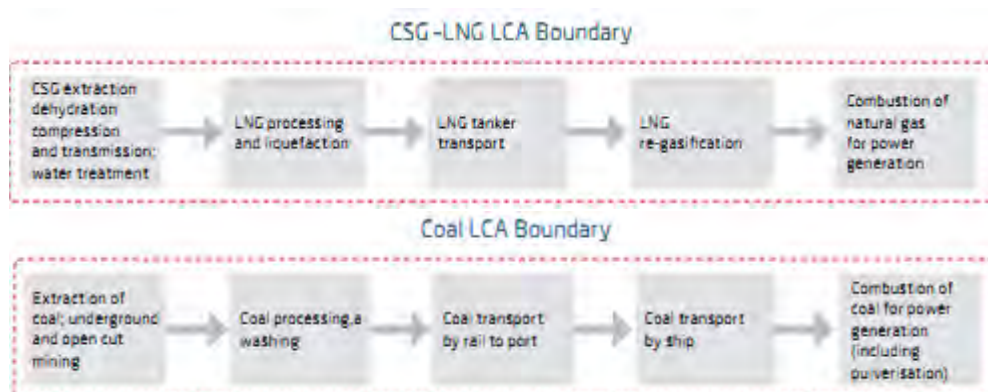 CSG-LNG LCA Boundary
CSG extraction
dehydration
compression
and transmission;
water treatment
LNG processing
and liquefaction
LNG tanker
transport
LNG
re-gasification
Combustion of
natural gas
for power
generation
Coal LCA Boundary
Extraction of
coal; underground
and open cut
mining
Coal processing,a
washing
Coal transport
by rail to port
Coal transport
by ship
Combustion of
coal for power
generation
(including
pulverisation)